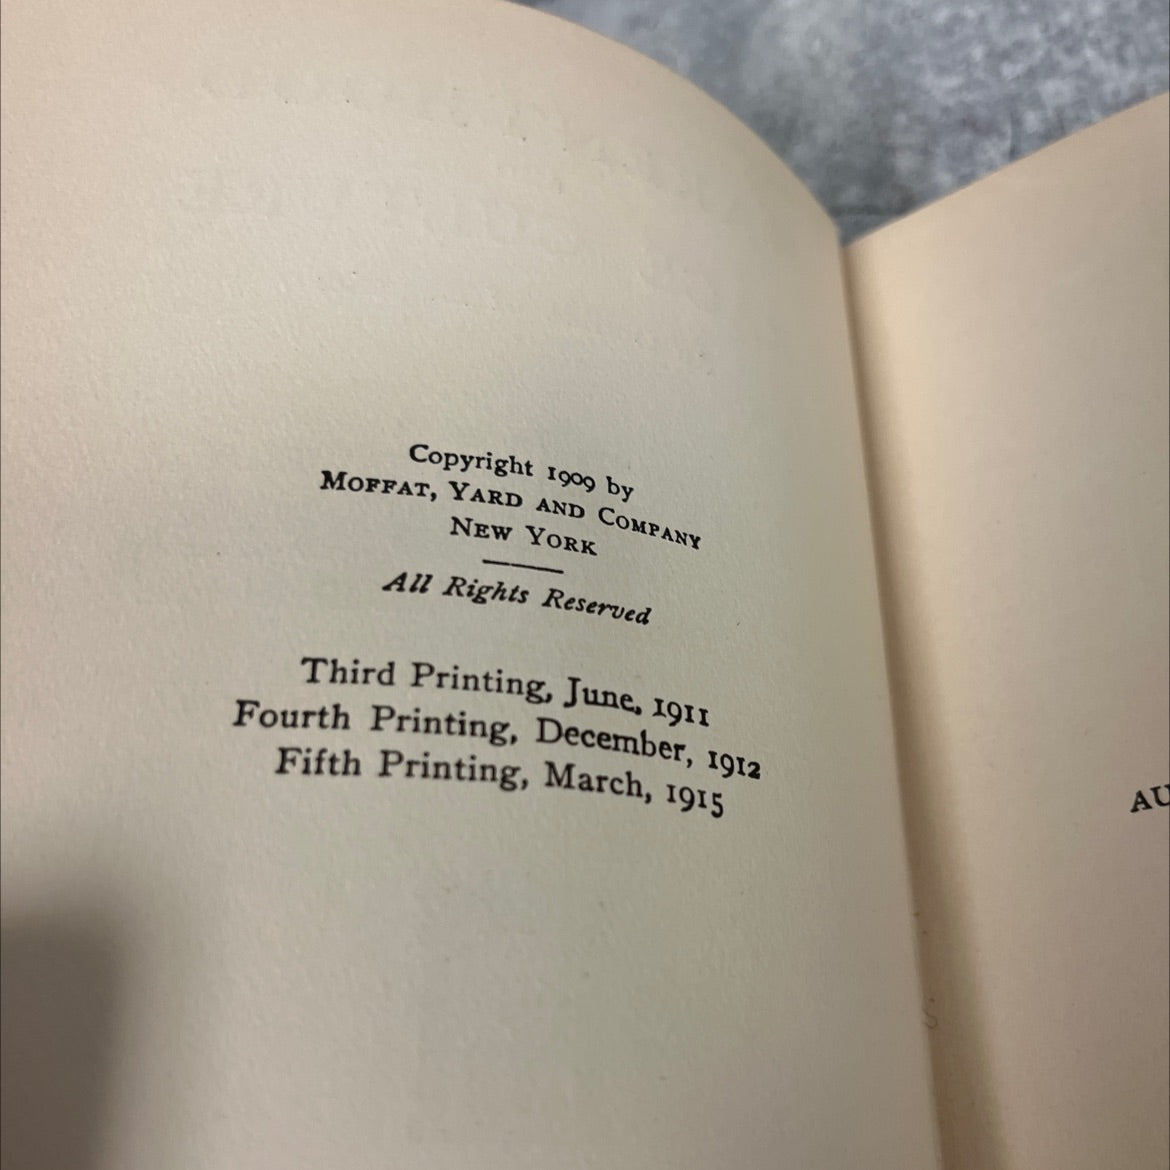 Copyright 1909 by
MOFFAT, YARD AND COMPANY
NEW YORK
All Rights Reserved
Third Printing, June, 1911
Fourth Printing, December, 1912
Fifth Printing, March, 1915